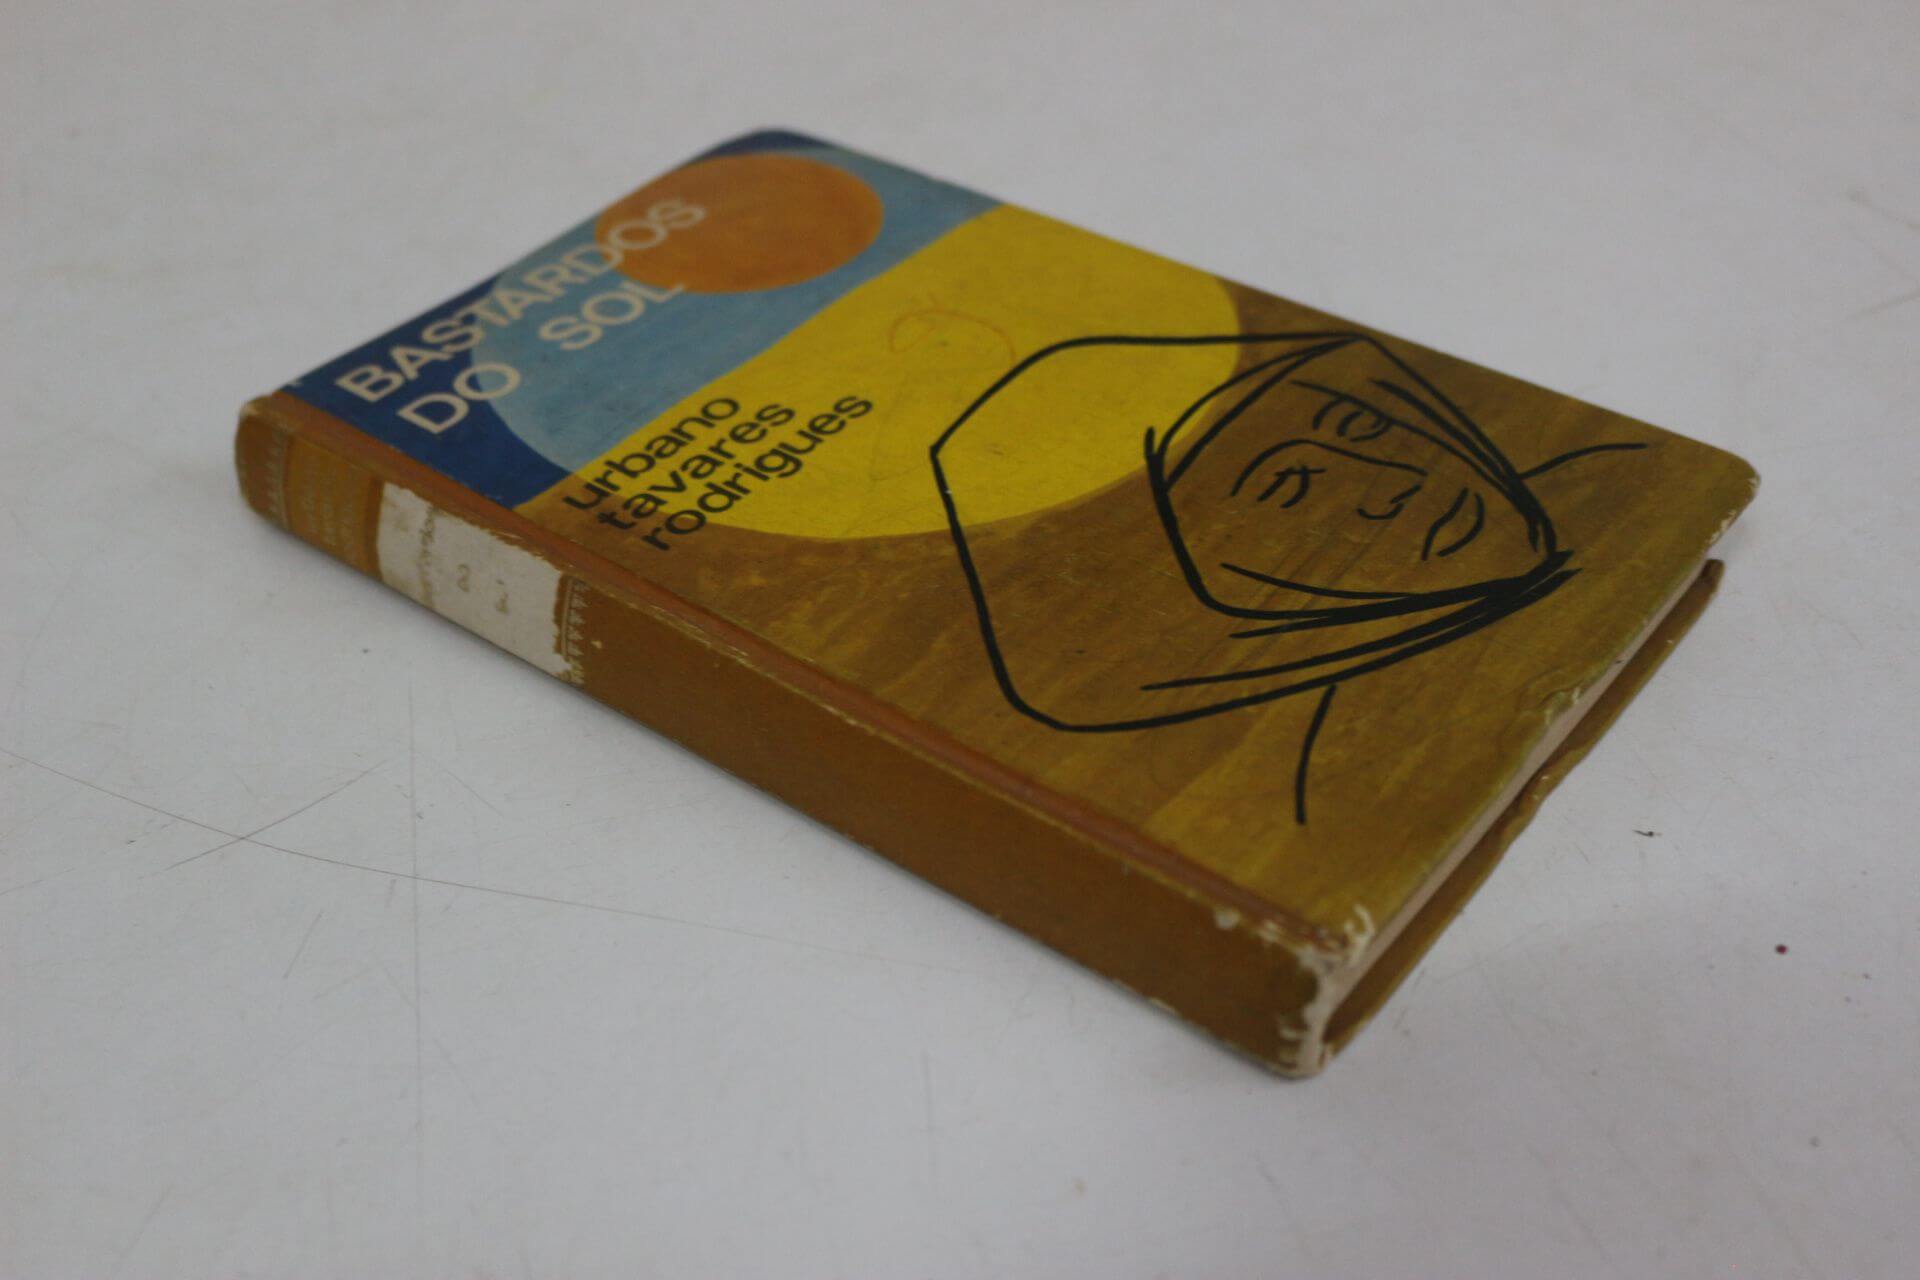 BASTARDOS
DO SOL
urbano
tavares
rodrigues